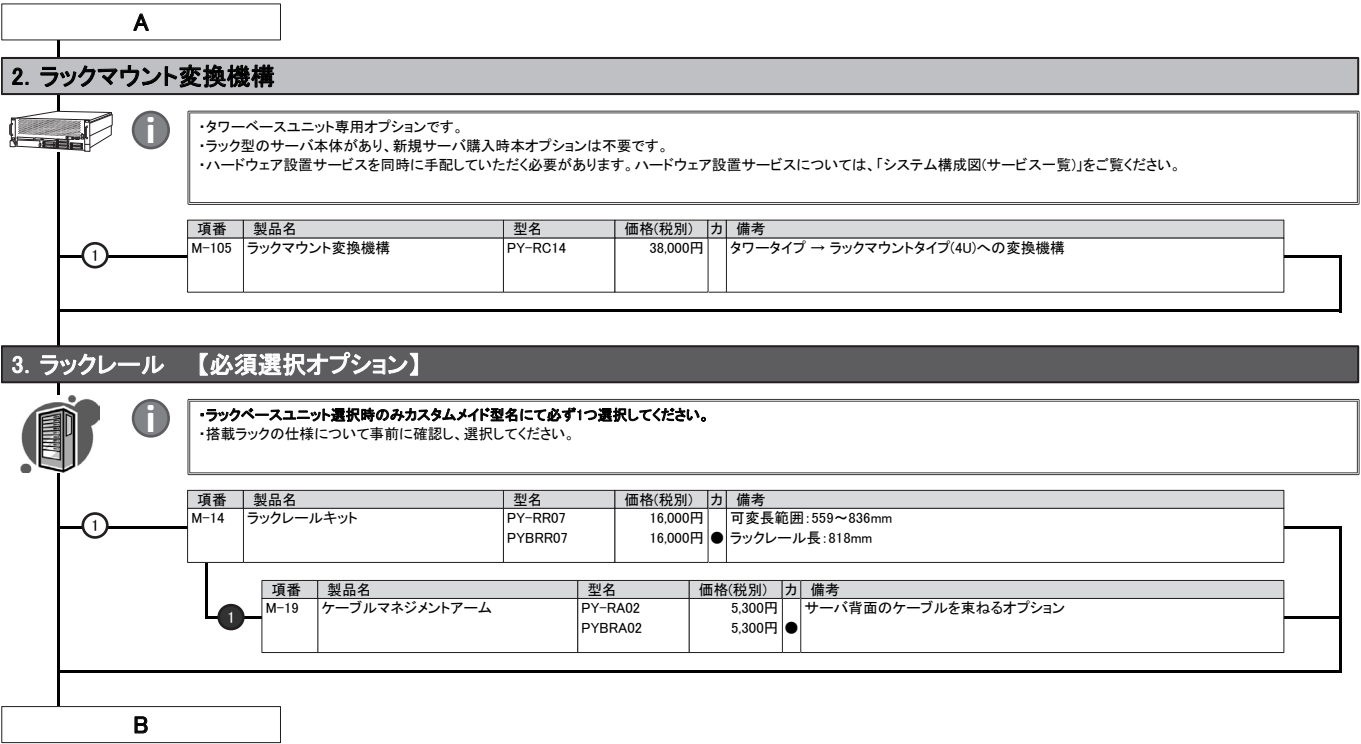 A
2. ラックマウント変換機構
i
・タワーベースユニット専用オプションです。
・ラック型のサーバ本体があり、新規サーバ購入時本オプションは不要です。
・ハードウェア設置サービスを同時に手配していただく必要があります。ハードウェア設置サービスについては、「システム構成図(サービス一覧)」をご覧ください。
項番 製品名 型名 価格(税別) カ 備考
1 M-105 ラックマウント変換機構 PY-RC14 38,000円 タワータイプ → ラックマウントタイプ(4U)への変換機構
3. ラックレール 【必須選択オプション】
i
・ラックベースユニット選択時のみカスタムメイド型名にて必ず1つ選択してください。
・搭載ラックの仕様について事前に確認し、選択してください。
項番 製品名 型名 価格(税別) カ 備考
1 M-14 ラックレールキット PY-RR07 16,000円 可変長範囲:559～836mm
PYBRR07 16,000円 ● ラックレール長:818mm
項番 製品名 型名 価格(税別) カ 備考
1 M-19 ケーブルマネジメントアーム PY-RA02 5,300円 サーバ背面のケーブルを束ねるオプション
PYBRA02 5,300円 ●
B